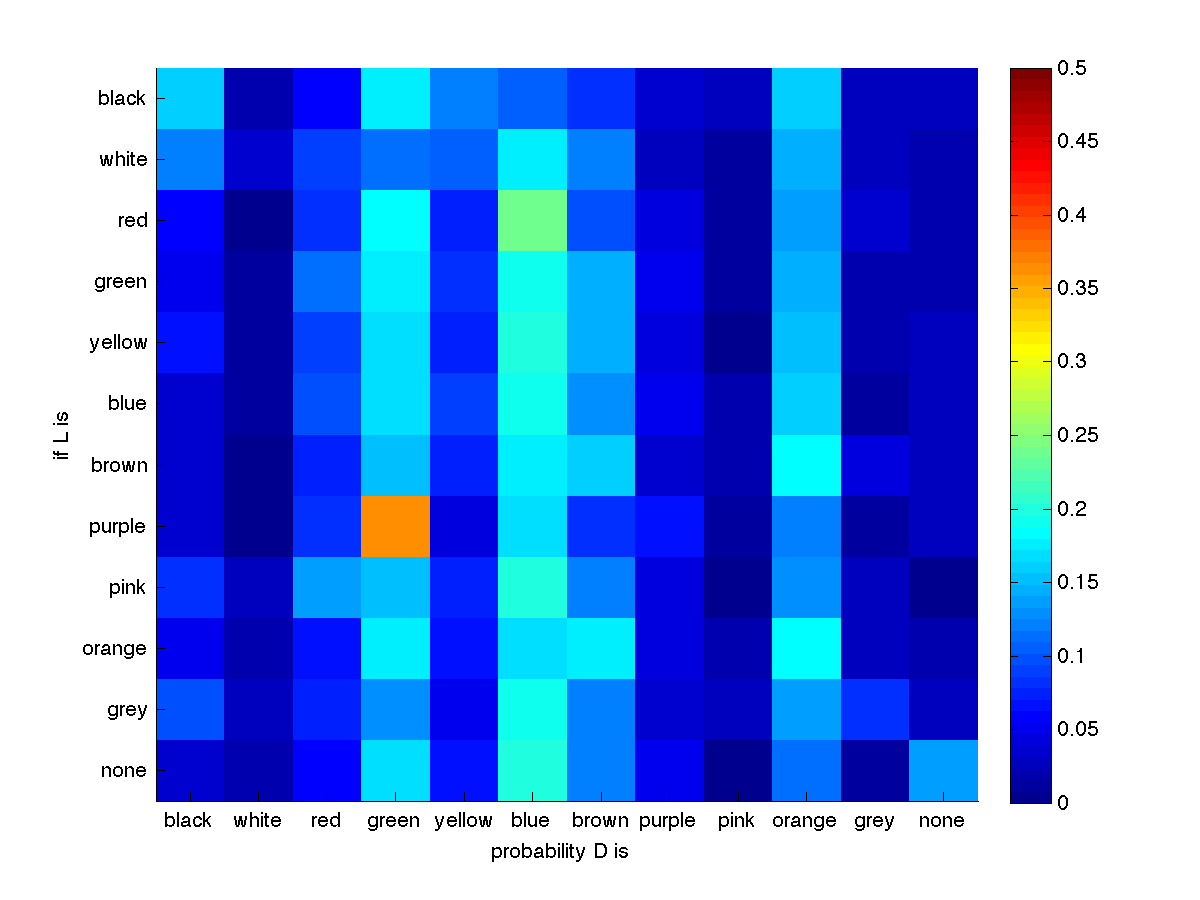 black
white
red
green
yellow
blue
brown
purple
pink
orange
grey
none
if L is
black white red green yellow blue brown purple pink orange grey none
probability D is
0.5
0.45
0.4
0.35
0.3
0.25
0.2
0.15
0.1
0.05
0